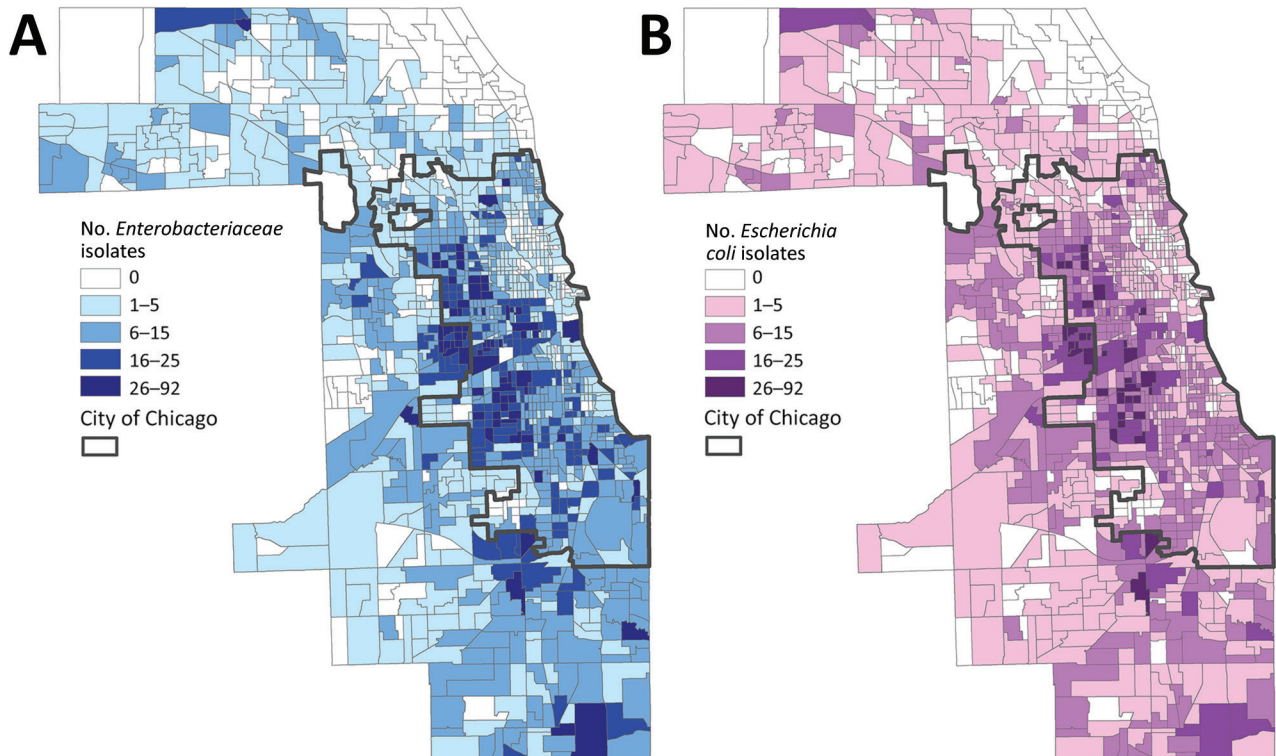 A
No. Enterobacteriaceae
isolates
0
1–5
6–15
16–25
26–92
City of Chicago
B
No. Escherichia
coli isolates
0
1–5
6–15
16–25
26–92
City of Chicago